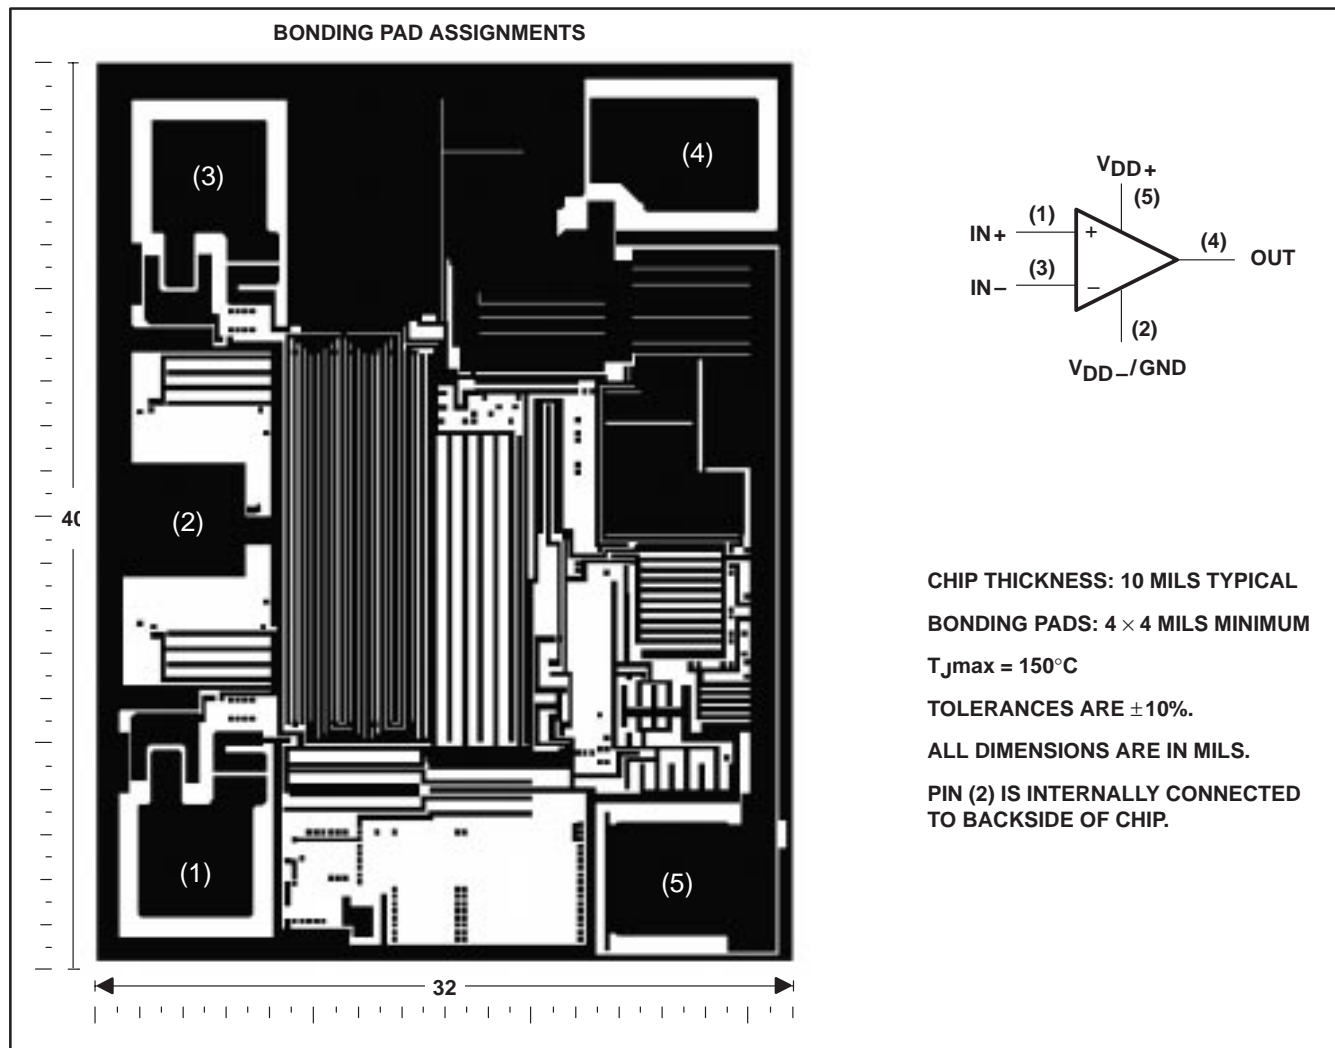 BONDING PAD ASSIGNMENTS
(3)
(4)
(2)
(1)
(5)
40
32
VDD+
(5)
(1)
IN+
+
(4)
OUT
(3)
IN−
−
(2)
VDD−/GND
CHIP THICKNESS: 10 MILS TYPICAL
BONDING PADS: 4 × 4 MILS MINIMUM
TJmax = 150°C
TOLERANCES ARE ±10%.
ALL DIMENSIONS ARE IN MILS.
PIN (2) IS INTERNALLY CONNECTED
TO BACKSIDE OF CHIP.